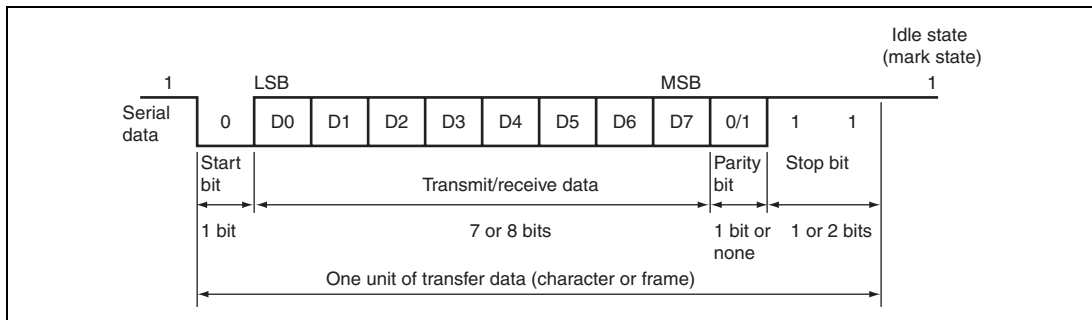 Idle state
(mark state)
1 LSB MSB 1
Serial
data
0 D0 D1 D2 D3 D4 D5 D6 D7 0/1 1 1
Start
bit
Transmit/receive data
Parity
bit
Stop bit
1 bit
7 or 8 bits
1 bit or
none
1 or 2 bits
One unit of transfer data (character or frame)